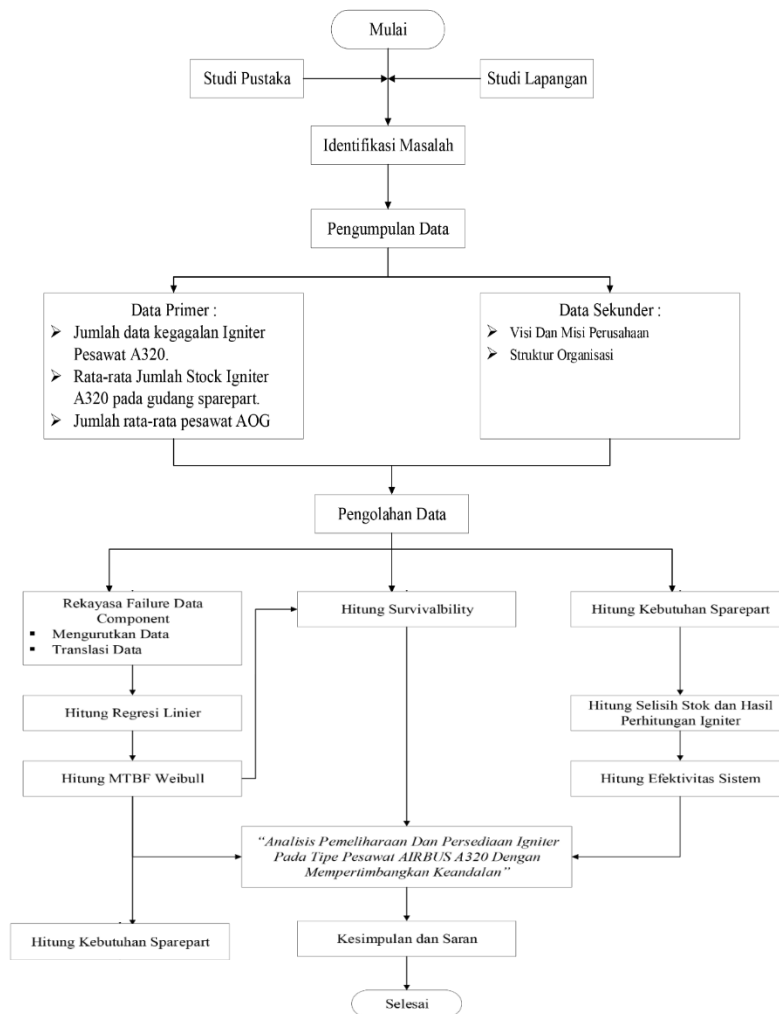 Mulai
Studi Pustaka
Studi Lapangan
Identifikasi Masalah
Pengumpulan Data
Data Primer :
➢ Jumlah data kegagalan Igniter
Pesawat A320.
➢ Rata-rata Jumlah Stock Igniter
A320 pada gudang sparepart.
➢ Jumlah rata-rata pesawat AOG
Data Sekunder :
➢ Visi Dan Misi Perusahaan
➢ Struktur Organisasi
Pengolahan Data
Rekayasa Failure Data
Component
▪ Mengurutkan Data
▪ Translasi Data
Hitung Survivalbility
Hitung Kebutuhan Sparepart
Hitung Regresi Linier
Hitung Selisih Stok dan Hasil
Perhitungan Igniter
Hitung MTBF Weibull
Hitung Efektivitas Sistem
“Analisis Pemeliharaan Dan Persediaan Igniter
Pada Tipe Pesawat AIRBUS A320 Dengan
Mempertimbangkan Keandalan”
Hitung Kebutuhan Sparepart
Kesimpulan dan Saran
Selesai